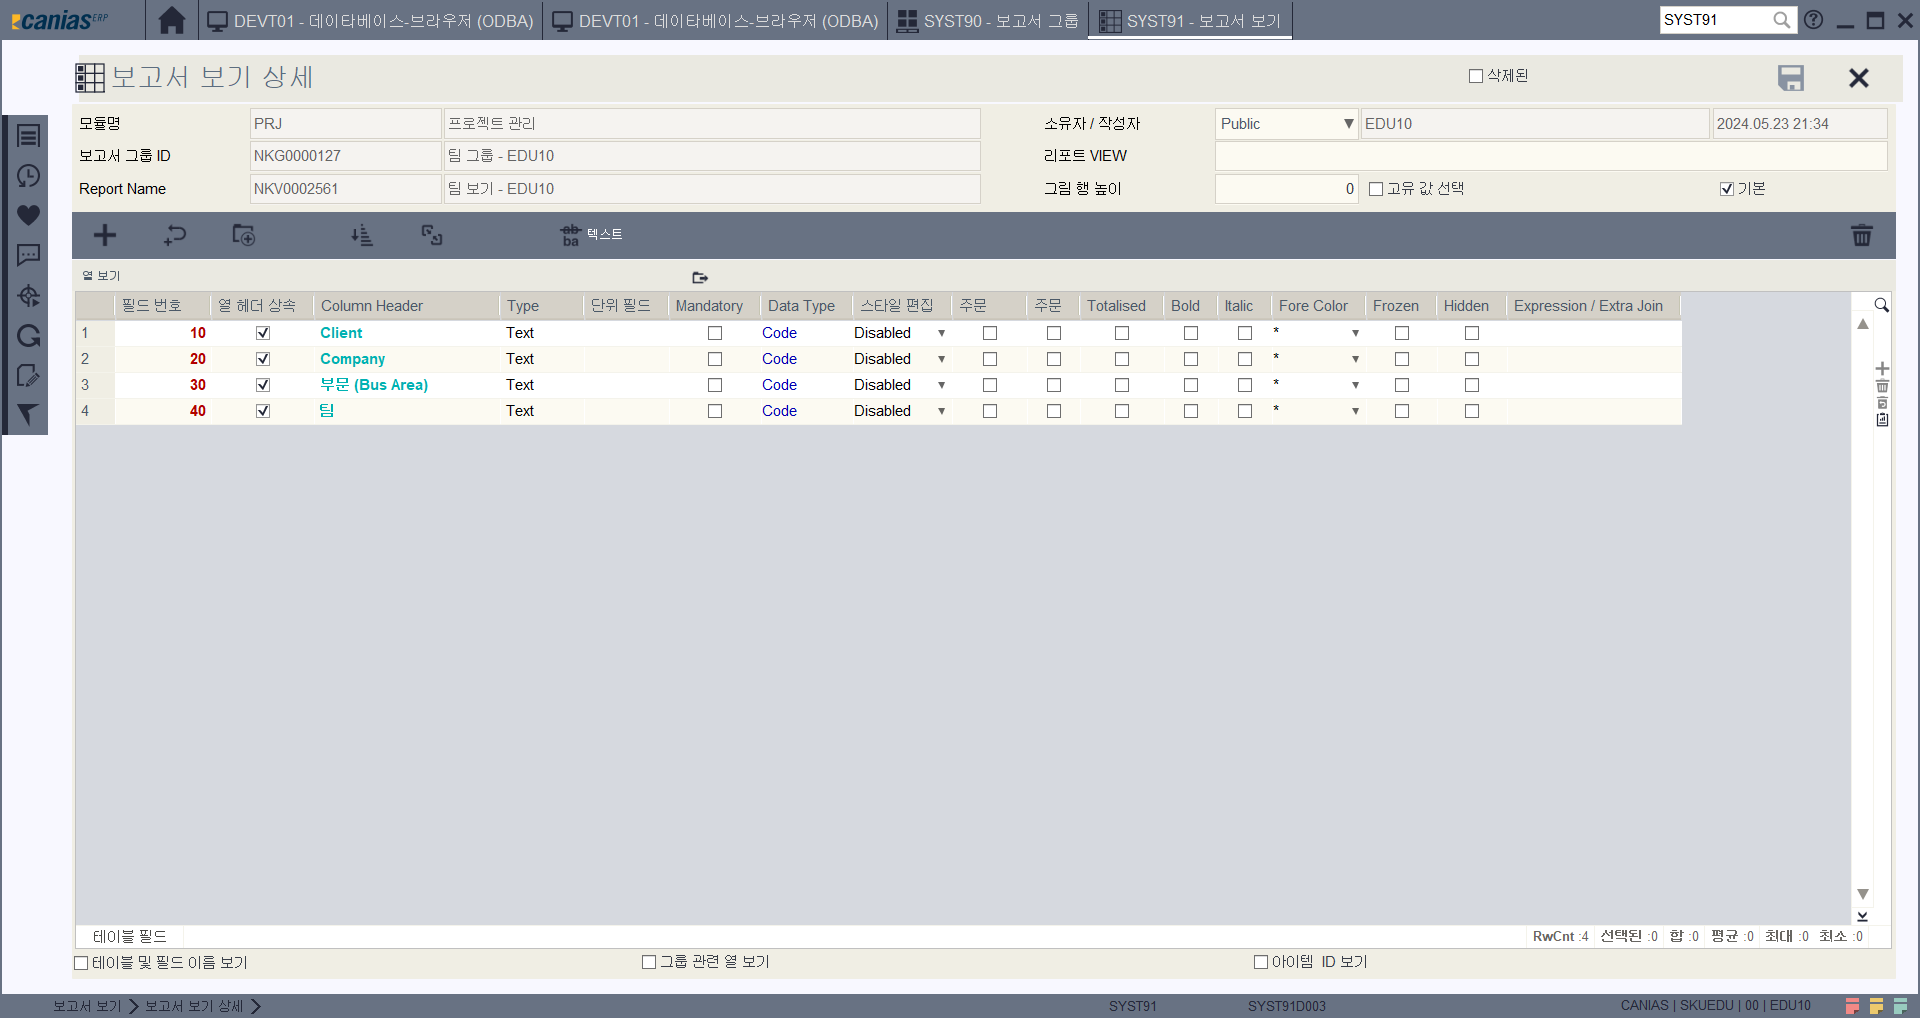 canias ERP
DEVT01 - 데이타베이스-브라우저 (ODBA)
DEVT01 - 데이타베이스-브라우저 (ODBA)
SYST90 - 보고서 그룹
SYST91 - 보고서 보기
SYST91
보고서 보기 상세
삭제된
모듈명 PRJ 프로젝트 관리 소유자 / 작성자 Public EDU10 2024.05.23 21:34
보고서 그룹 ID NKG0000127 팀 그룹 - EDU10 리포트 VIEW
Report Name NKV0002561 팀 보기 - EDU10 그림 행 높이 0 고유 값 선택 기본
ab ba 텍스트
열 보기
필드 번호 열 헤더 상속 Column Header Type 단위 필드 Mandatory Data Type 스타일 편집 주문 주문 Totalised Bold Italic Fore Color Frozen Hidden Expression / Extra Join
1 10 Client Text Code Disabled *
2 20 Company Text Code Disabled *
3 30 부문 (Bus Area) Text Code Disabled *
4 40 팀 Text Code Disabled *
테이블 필드 RwCnt :4 선택된 :0 합 :0 평균 :0 최대 :0 최소 :0
테이블 및 필드 이름 보기 그룹 관련 열 보기 아이템 ID 보기
보고서 보기 보고서 보기 상세 SYST91 SYST91D003 CANIAS | SKUEDU | 00 | EDU10